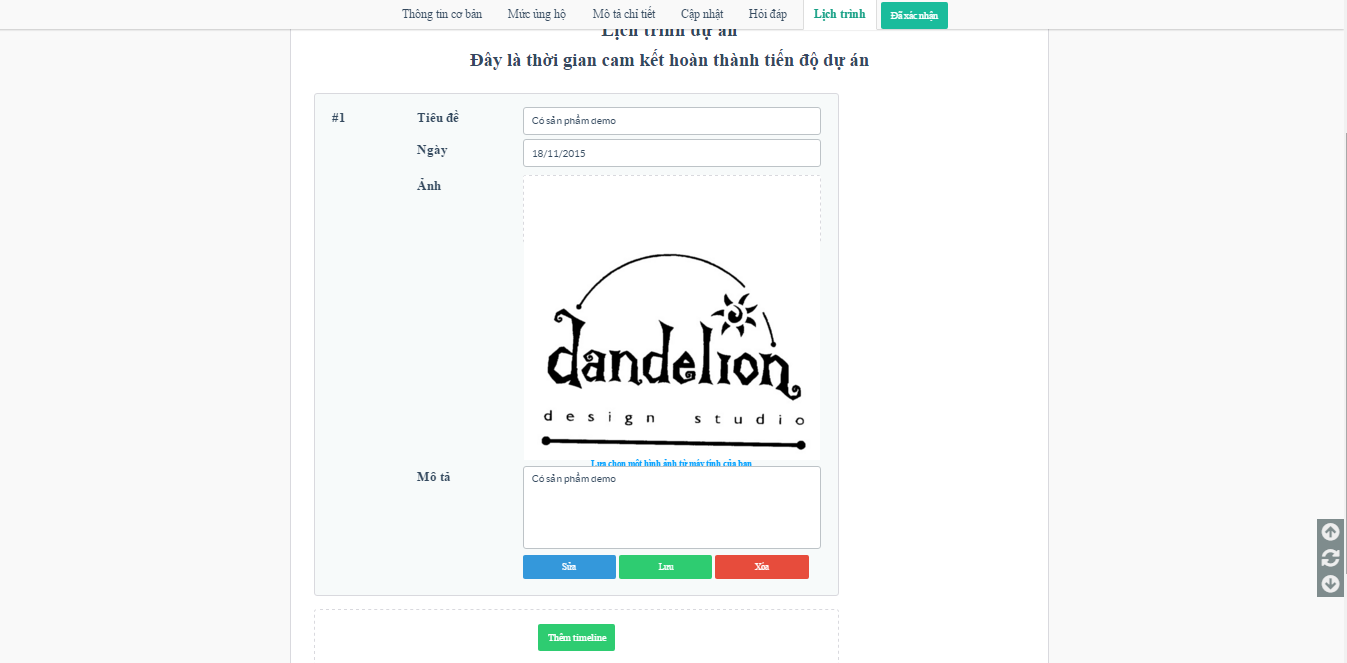 Thông tin cơ bản Mức ủng hộ Mô tả chi tiết Cập nhật Hỏi đáp Lịch trình Đã xác nhận
Lịch trình dự án
Đây là thời gian cam kết hoàn thành tiến độ dự án
#1 Tiêu đề Có sản phẩm demo
Ngày 18/11/2015
Ảnh
dandelion
design studio
Lựa chọn một hình ảnh từ máy tính của bạn
Mô tả Có sản phẩm demo
Sửa Lưu Xóa
Thêm timeline